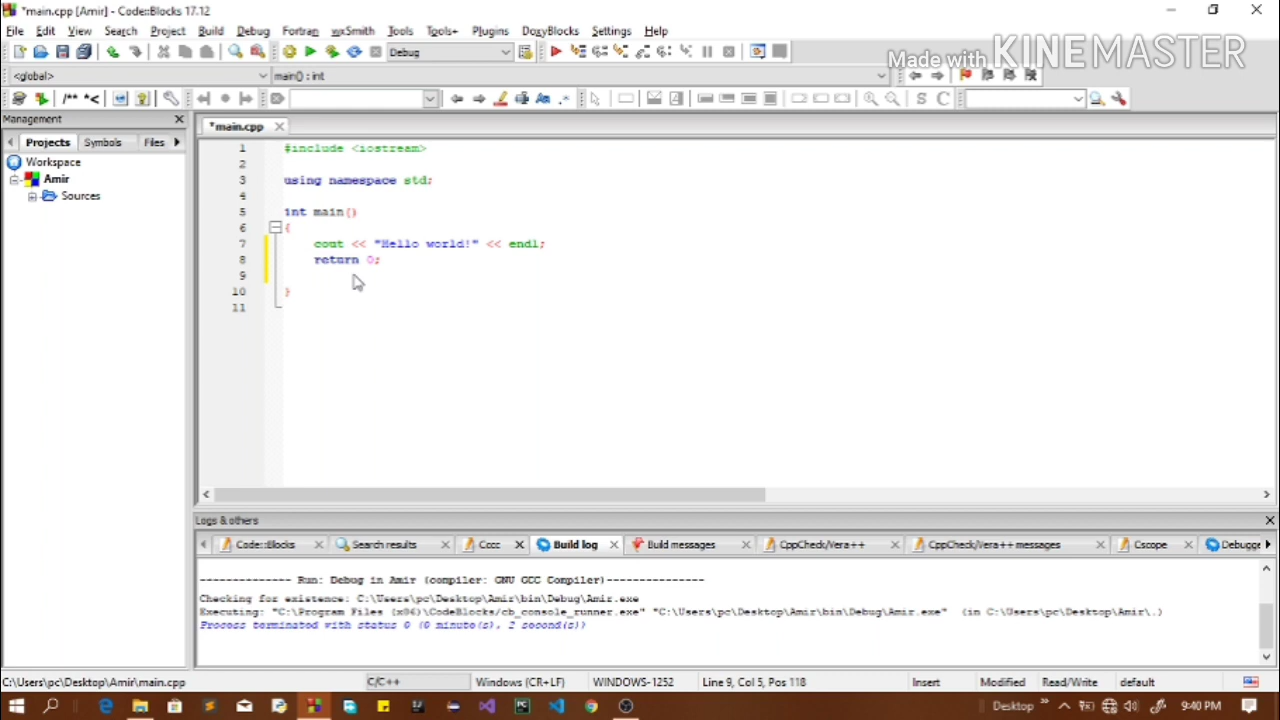 *main.cpp [Amir] - Code::Blocks 17.12
File Edit View Search Project Build Debug Fortran wxSmith Tools Tools+ Plugins DoxyBlocks Settings Help
Debug
Made with KINEMASTER
<global> main() : int
/** *<
S C
Management
*main.cpp
Projects Symbols Files
Workspace
Amir
Sources
1 #include <iostream>
2
3 using namespace std;
4
5 int main()
6 {
7 cout << "Hello world!" << endl;
8 return 0;
9
10 }
11
Logs & others
Code::Blocks Search results Cccc Build log Build messages CppCheck/Vera++ CppCheck/Vera++ messages Cscope Debugge
-------------- Run: Debug in Amir (compiler: GNU GCC Compiler)---------------
Checking for existence: C:\Users\pc\Desktop\Amir\bin\Debug\Amir.exe
Executing: "C:\Program Files (x86)\CodeBlocks/cb_console_runner.exe" "C:\Users\pc\Desktop\Amir\bin\Debug\Amir.exe" (in C:\Users\pc\Desktop\Amir\.)
Process terminated with status 0 (0 minute(s), 2 second(s))
C:\Users\pc\Desktop\Amir\main.cpp C/C++ Windows (CR+LF) WINDOWS-1252 Line 9, Col 5, Pos 118 Insert Modified Read/Write default
Desktop 9:40 PM